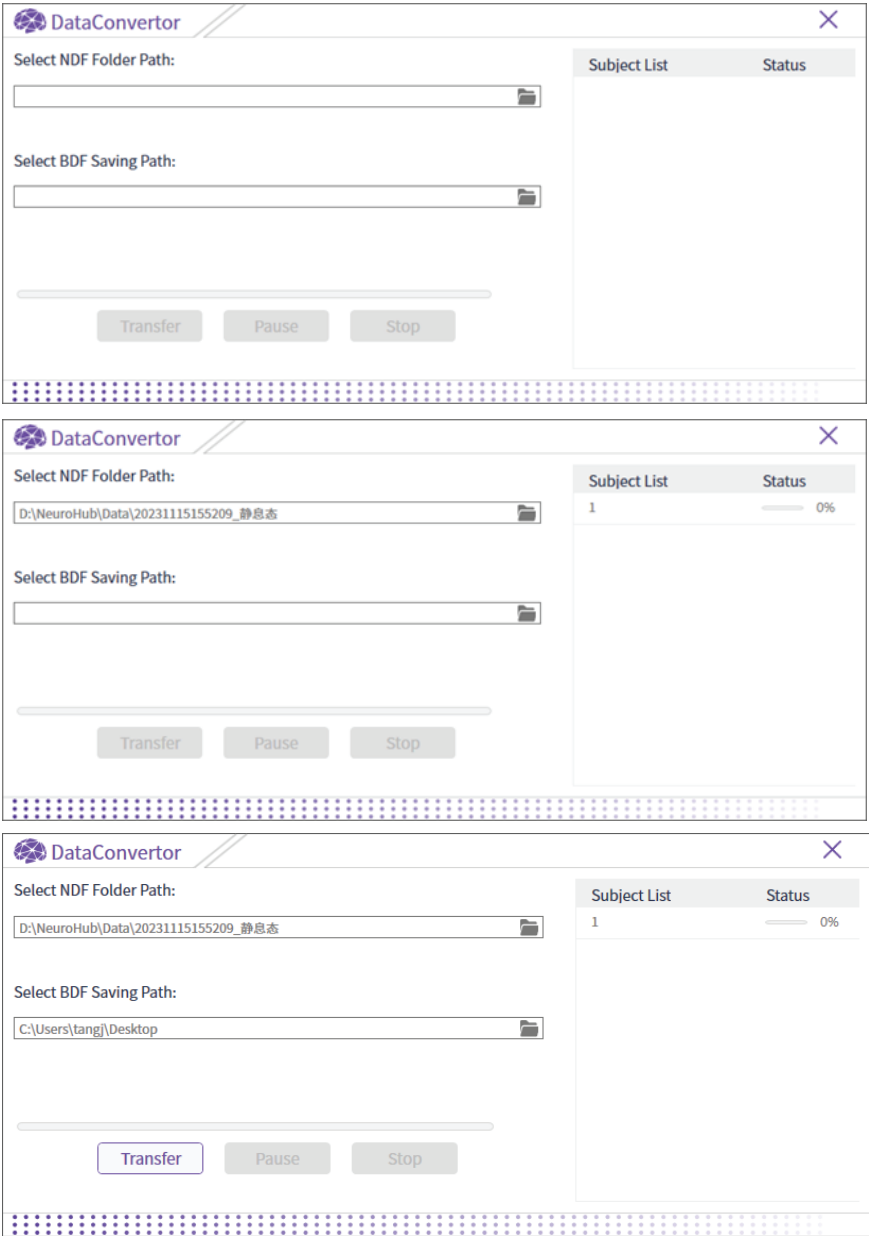 DataConvertor
Select NDF Folder Path:
Select BDF Saving Path:
Transfer Pause Stop
Subject List Status
DataConvertor
Select NDF Folder Path:
D:\NeuroHub\Data\20231115155209_静息态
Select BDF Saving Path:
Transfer Pause Stop
Subject List Status
1 0%
DataConvertor
Select NDF Folder Path:
D:\NeuroHub\Data\20231115155209_静息态
Select BDF Saving Path:
C:\Users\tangj\Desktop
Transfer Pause Stop
Subject List Status
1 0%